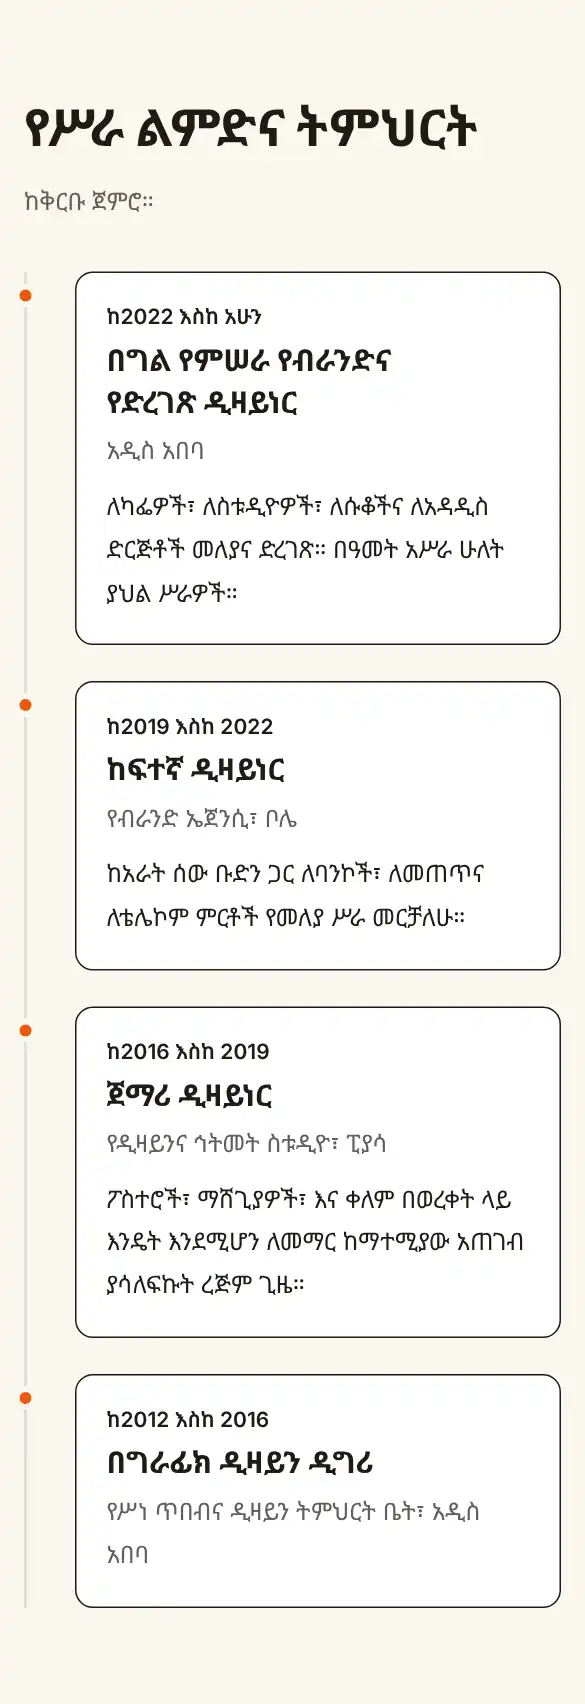 የሥራ ልምድና ትምህርት
ከቅርቡ ጀምሮ።
ከ2022 እስከ አሁን
በግል የምሠራ የብራንድና
የድረገጽ ዲዛይነር
አዲስ አበባ
ለካፌዎች፣ ለስቱዲዮዎች፣ ለሱቆችና ለአዳዲስ
ድርጅቶች መለያና ድረገጽ። በዓመት አሥራ ሁለት
ያህል ሥራዎች።
ከ2019 እስከ 2022
ከፍተኛ ዲዛይነር
የብራንድ ኤጀንሲ፣ ቦሌ
ከአራት ሰው ቡድን ጋር ለባንኮች፣ ለመጠጥና
ለቴሌኮም ምርቶች የመለያ ሥራ መርቻለሁ።
ከ2016 እስከ 2019
ጀማሪ ዲዛይነር
የዲዛይንና ኅትመት ስቱዲዮ፣ ፒያሳ
ፖስተሮች፣ ማሸጊያዎች፣ እና ቀለም በወረቀት ላይ
እንዴት እንደሚሆን ለመማር ከማተሚያው አጠገብ
ያሳለፍኩት ረጅም ጊዜ።
ከ2012 እስከ 2016
በግራፊክ ዲዛይን ዲግሪ
የሥነ ጥበብና ዲዛይን ትምህርት ቤት፣ አዲስ
አበባ